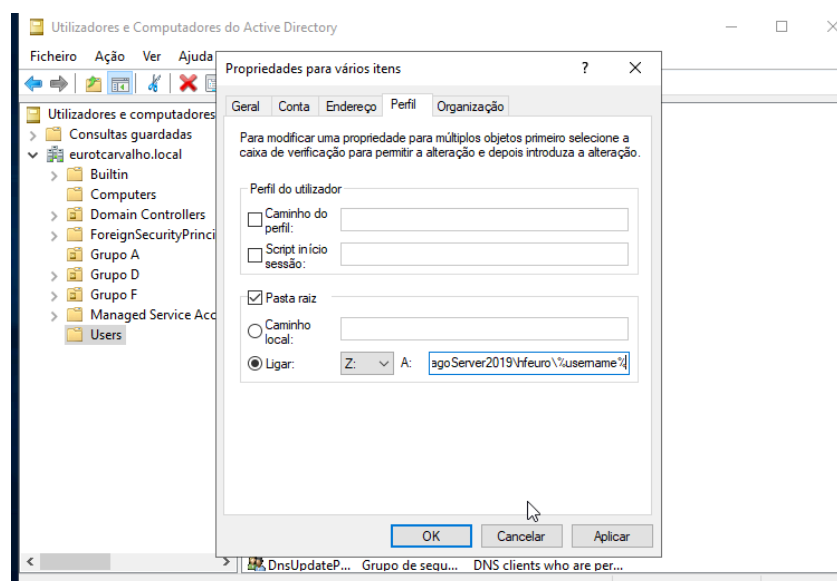 Utilizadores e Computadores do Active Directory
Ficheiro Ação Ver Ajuda
Utilizadores e computadores
Consultas guardadas
eurotcarvalho.local
Builtin
Computers
Domain Controllers
ForeignSecurityPrinci
Grupo A
Grupo D
Grupo F
Managed Service Acc
Users
Propriedades para vários itens
Geral Conta Endereço Perfil Organização
Para modificar uma propriedade para múltiplos objetos primeiro selecione a
caixa de verificação para permitir a alteração e depois introduza a alteração.
Perfil do utilizador
Caminho do
perfil:
Script início
sessão:
Pasta raiz
Caminho
local:
Ligar: Z: A: agoServer2019\hfeuro\%username%
OK Cancelar Aplicar
DnsUpdateP... Grupo de segu... DNS clients who are per...